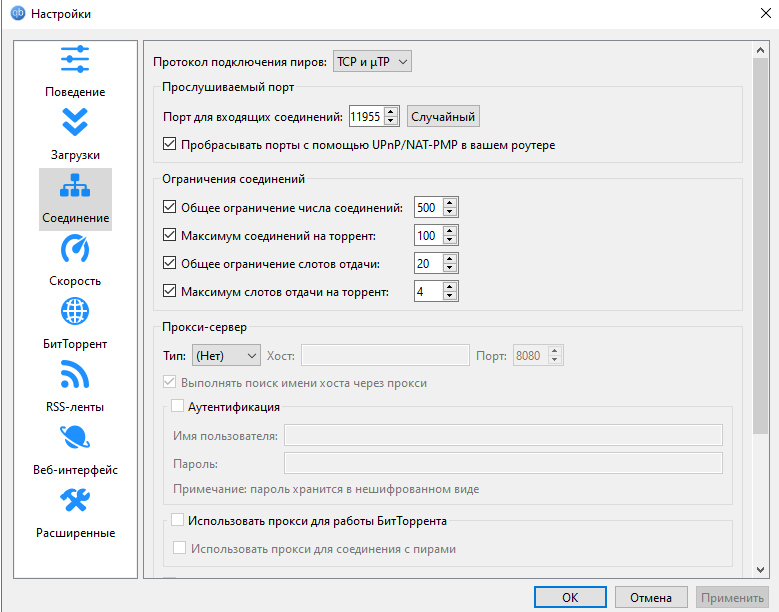 Настройки
Поведение
Загрузки
Соединение
Скорость
БитТоррент
RSS-ленты
Веб-интерфейс
Расширенные
Протокол подключения пиров: TCP и μTP
Прослушиваемый порт
Порт для входящих соединений: 11955 Случайный
Пробрасывать порты с помощью UPnP/NAT-PMP в вашем роутере
Ограничения соединений
Общее ограничение числа соединений: 500
Максимум соединений на торрент: 100
Общее ограничение слотов отдачи: 20
Максимум слотов отдачи на торрент: 4
Прокси-сервер
Тип: (Нет) Хост: Порт: 8080
Выполнять поиск имени хоста через прокси
Аутентификация
Имя пользователя:
Пароль:
Примечание: пароль хранится в нешифрованном виде
Использовать прокси для работы БитТоррента
Использовать прокси для соединения с пирами
ОК Отмена Применить